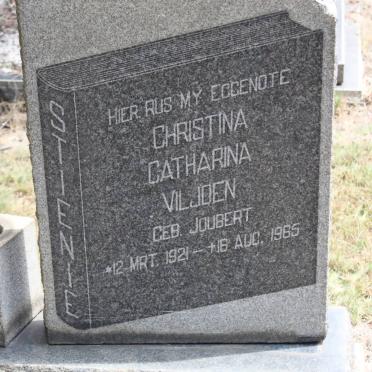 STIENIE
HIER RUS MY EGGENOTE
CHRISTINA
CATHARINA
VILJOEN
GEB. JOUBERT
*12 MRT. 1921 — †16 AUG. 1965